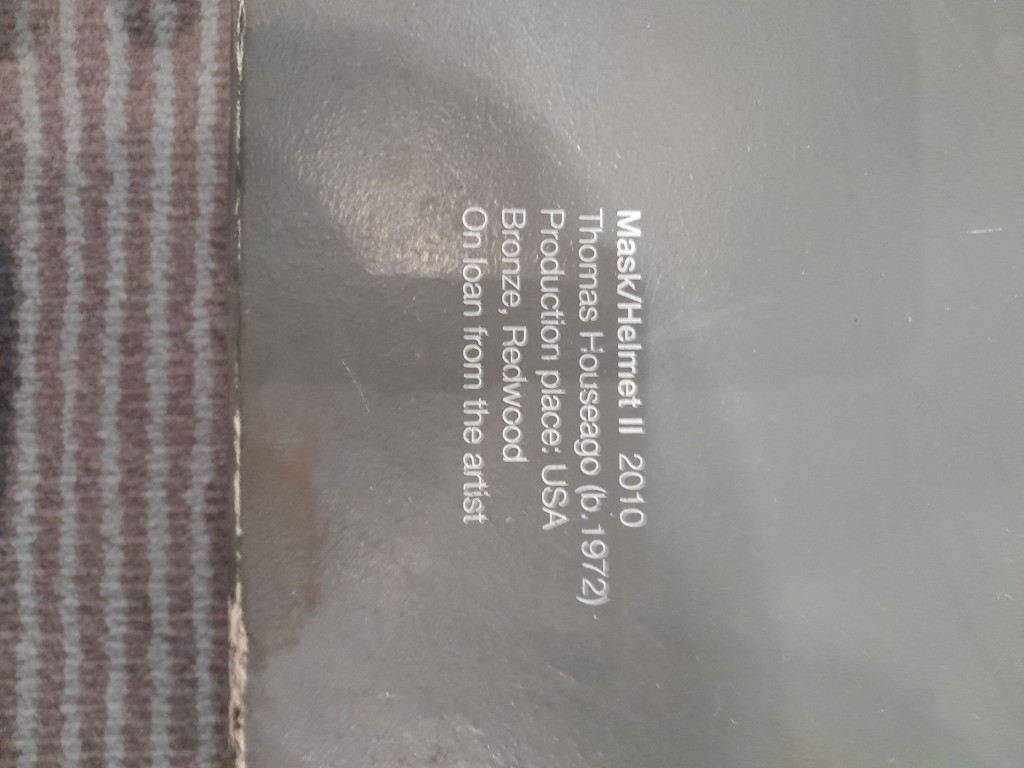 Mask/Helmet II 2010
Thomas Houseago (b.1972)
Production place: USA
Bronze, Redwood
On loan from the artist